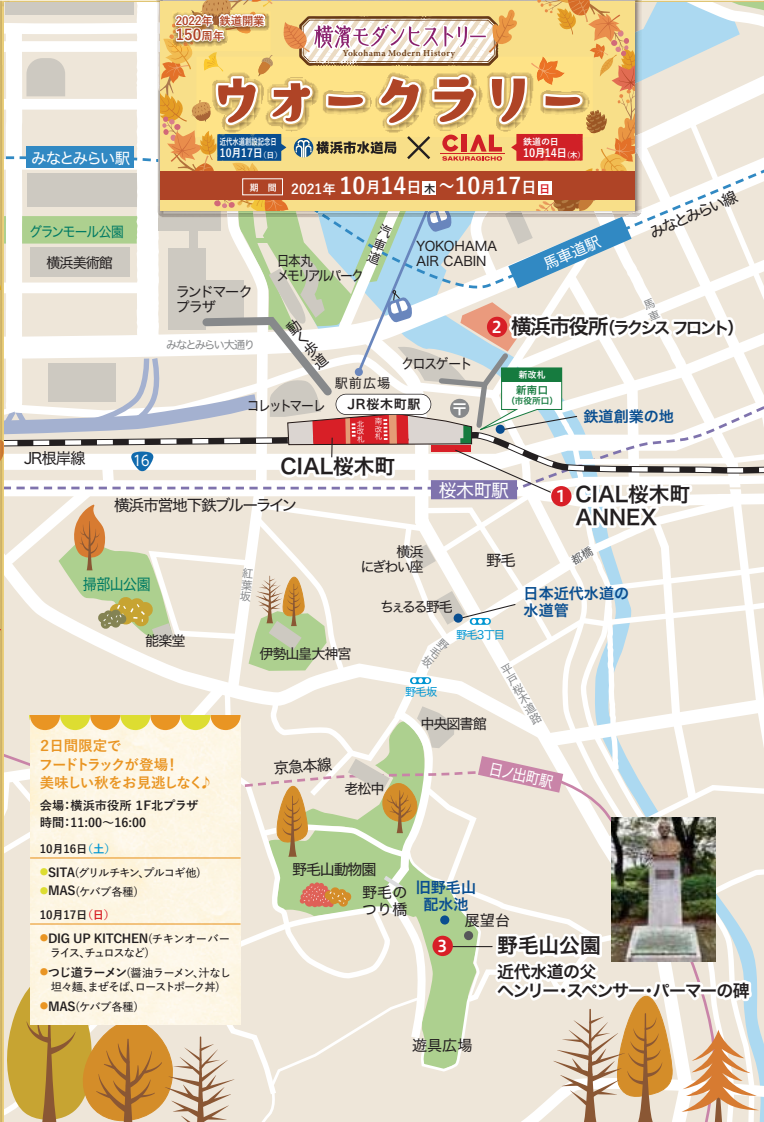 2022年 鉄道開業
150周年
横濱モダンヒストリー
Yokohama Modern History
ウォークラリー
近代水道創設記念日
10月17日(日)
横浜市水道局
CIAL
SAKURAGICHO
鉄道の日
10月14日(木)
期 間
2021年 10月14日木～10月17日日
みなとみらい駅
グランモール公園
横浜美術館
汽車道
YOKOHAMA
AIR CABIN
馬車道駅
みなとみらい線
日本丸
メモリアルパーク
ランドマーク
プラザ
馬車
2 横浜市役所(ラクシス フロント)
みなとみらい大通り
動く歩道
クロスゲート
駅前広場
新改札
新南口
(市役所口)
コレットマーレ
JR桜木町駅
北改札
南改札
鉄道創業の地
JR根岸線
16
CIAL桜木町
桜木町駅
1 CIAL桜木町
ANNEX
横浜市営地下鉄ブルーライン
横浜
にぎわい座
野毛
都橋
掃部山公園
紅葉坂
ちぇるる野毛
日本近代水道の
水道管
野毛3丁目
能楽堂
伊勢山皇大神宮
野毛坂
平戸桜木道路
野毛坂
中央図書館
京急本線
日ノ出町駅
老松中
2日間限定で
フードトラックが登場!
美味しい秋をお見逃しなく♪
会場:横浜市役所 1F北プラザ
時間:11:00～16:00
10月16日(土)
●SITA(グリルチキン、プルコギ他)
●MAS(ケバブ各種)
10月17日(日)
●DIG UP KITCHEN(チキンオーバー
ライス、チュロスなど)
●つじ道ラーメン(醤油ラーメン、汁なし
坦々麺、まぜそば、ローストポーク丼)
●MAS(ケバブ各種)
野毛山動物園
野毛の
つり橋
旧野毛山
配水池
展望台
3 野毛山公園
近代水道の父
ヘンリー・スペンサー・パーマーの碑
遊具広場